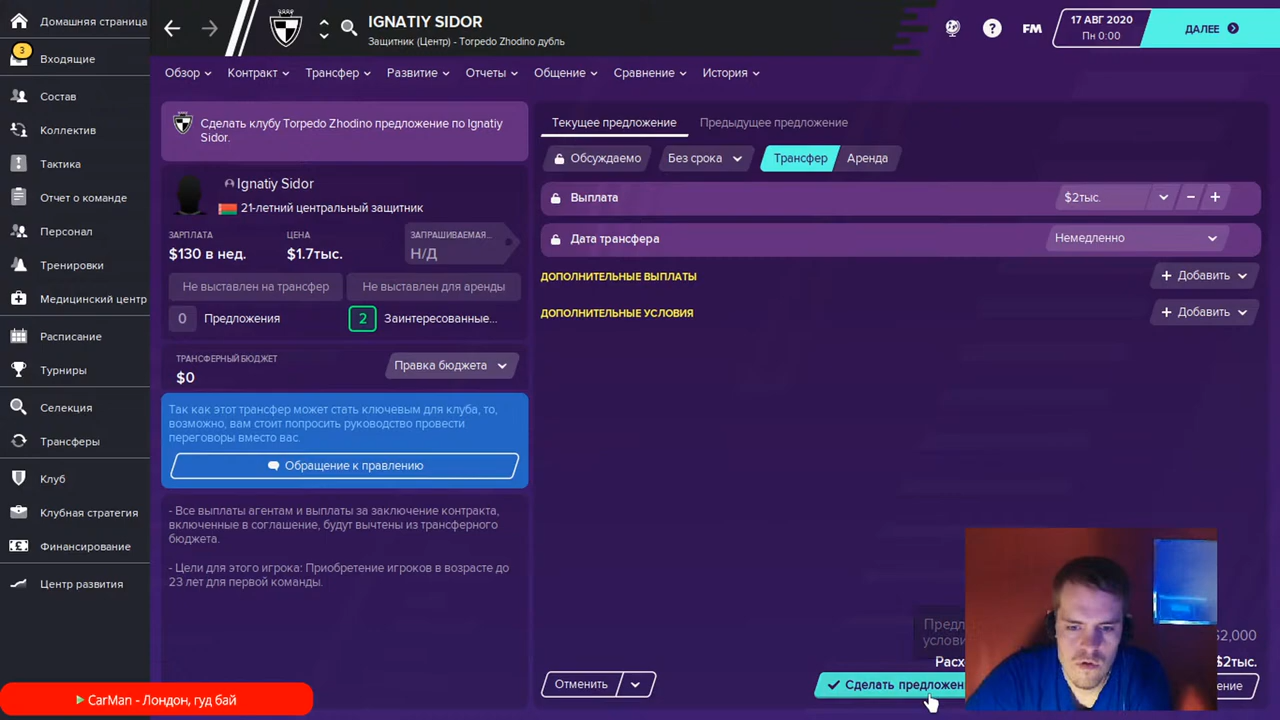 Домашная страница
3
Входящие
Состав
Коллектив
Тактика
Отчет о команде
Персонал
Тренировки
Медицинский центр
Расписание
Турниры
Селекция
Трансферы
Клуб
Клубная стратегия
Финансирование
Центр развития
IGNATIY SIDOR
Защитник (Центр) - Torpedo Zhodino дубль
FM
17 АВГ 2020
Пн 0:00
ДАЛЕЕ
Обзор
Контракт
Трансфер
Развитие
Отчеты
Общение
Сравнение
История
Сделать клубу Torpedo Zhodino предложение по Ignatiy
Sidor.
Ignatiy Sidor
21-летний центральный защитник
ЗАРПЛАТА
$130 в нед.
ЦЕНА
$1.7тыс.
ЗАПРАШИВАЕМАЯ...
Н/Д
Не выставлен на трансфер
Не выставлен для аренды
0 Предложения
2 Заинтересованные...
ТРАНСФЕРНЫЙ БЮДЖЕТ
$0
Правка бюджета
Так как этот трансфер может стать ключевым для клуба, то,
возможно, вам стоит попросить руководство провести
переговоры вместо вас.
Обращение к правлению
- Все выплаты агентам и выплаты за заключение контракта,
включенные в соглашение, будут вычтены из трансферного
бюджета.
- Цели для этого игрока: Приобретение игроков в возрасте до
23 лет для первой команды.
Текущее предложение
Предыдущее предложение
Обсуждаемо
Без срока
Трансфер
Аренда
Выплата
$2тыс.
Дата трансфера
Немедленно
ДОПОЛНИТЕЛЬНЫЕ ВЫПЛАТЫ
Добавить
ДОПОЛНИТЕЛЬНЫЕ УСЛОВИЯ
Добавить
$2,000
$2тыс.
Отменить
Сделать предложен
CarMan - Лондон, гуд бай